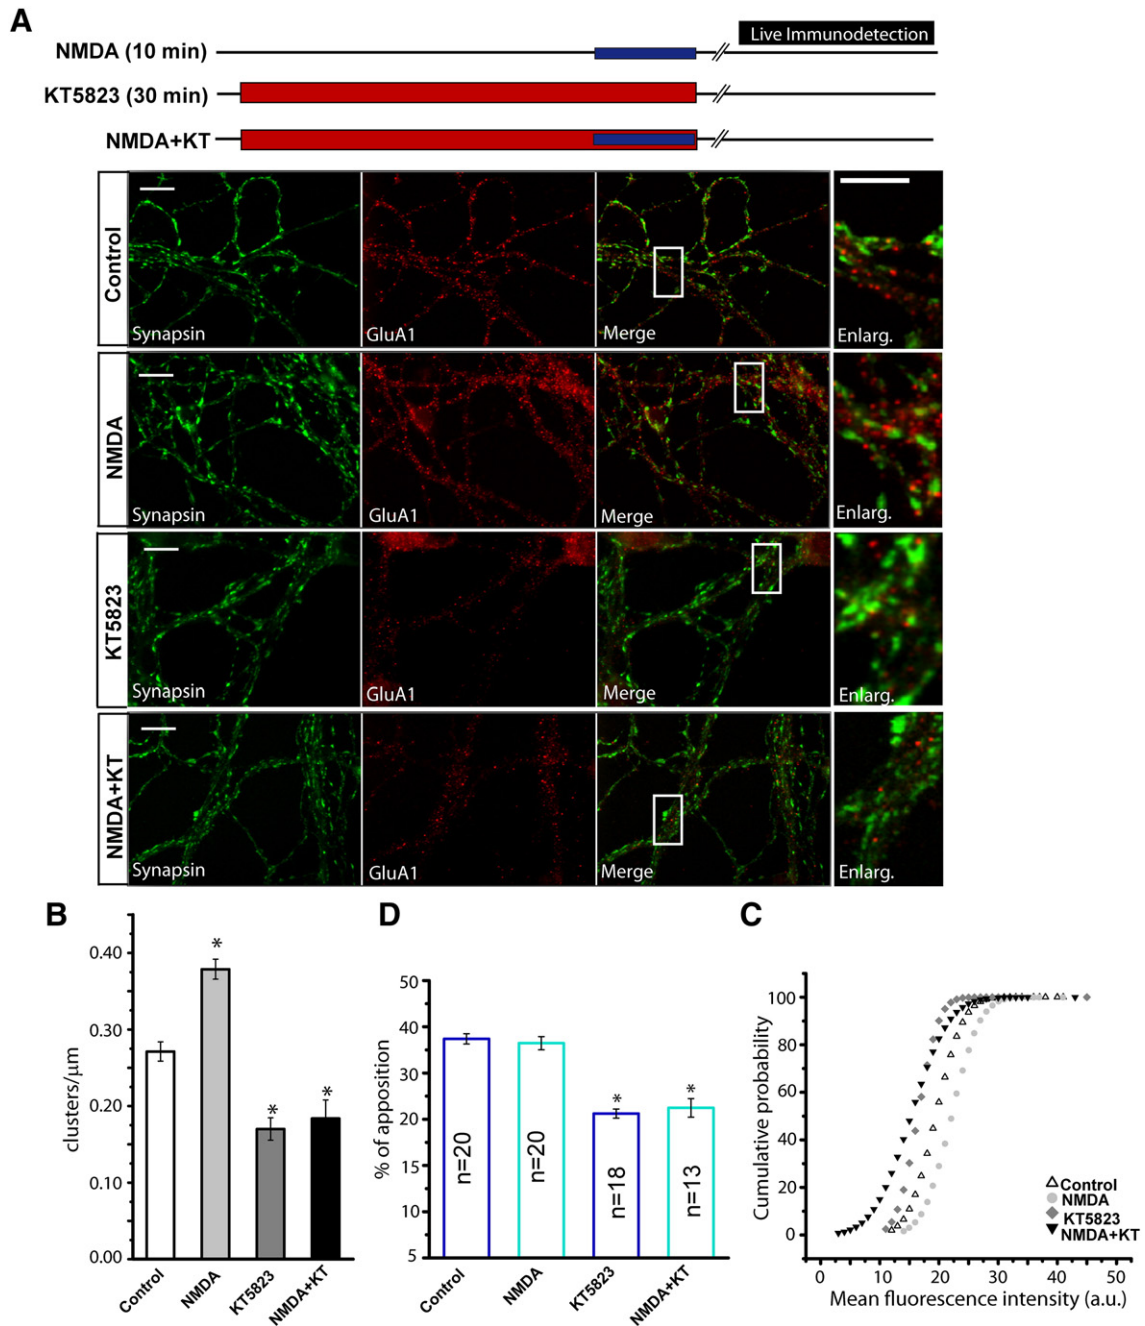 A
NMDA (10 min)
Live Immunodetection
KT5823 (30 min)
NMDA+KT
Control
Synapsin
GluA1
Merge
Enlarg.
NMDA
Synapsin
GluA1
Merge
Enlarg.
KT5823
Synapsin
GluA1
Merge
Enlarg.
NMDA+KT
Synapsin
GluA1
Merge
Enlarg.
B
clusters/µm
0.40
0.30
0.20
0.10
0.00
*
*
*
Control
NMDA
KT5823
NMDA+KT
D
% of apposition
50
40
30
20
15
10
5
n=20
n=20
*
n=18
*
n=13
Control
NMDA
KT5823
NMDA+KT
C
Cumulative probability
100
80
60
40
20
0
Control
NMDA
KT5823
NMDA+KT
0 10 20 30 40 50
Mean fluorescence intensity (a.u.)